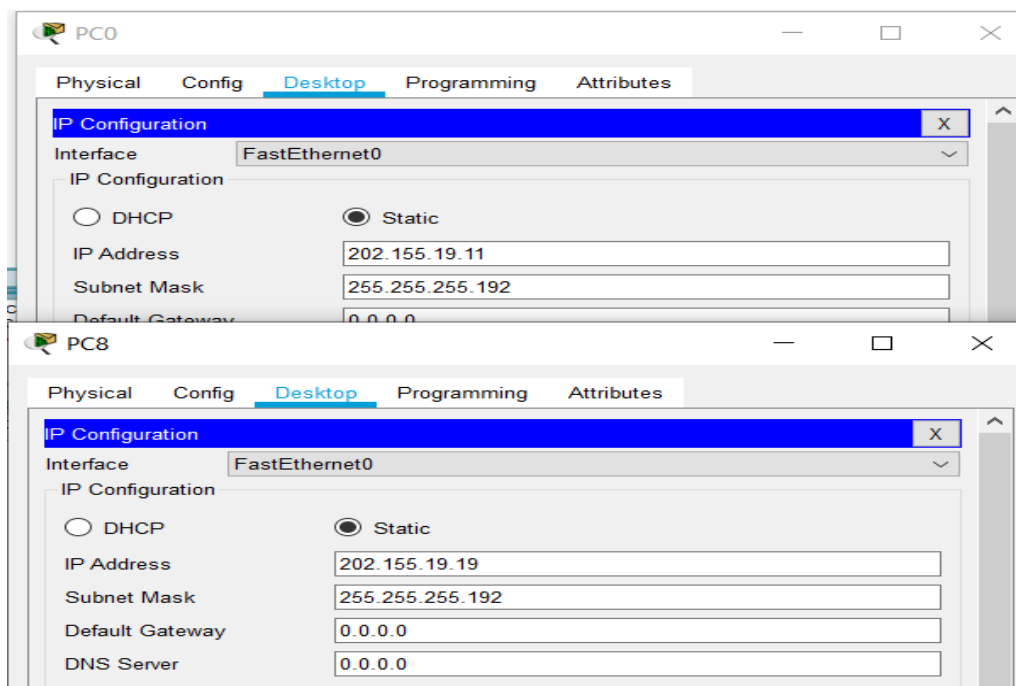 PC0
Physical Config Desktop Programming Attributes
IP Configuration X
Interface FastEthernet0
IP Configuration
DHCP Static
IP Address 202.155.19.11
Subnet Mask 255.255.255.192
Default Gateway 0.0.0.0
PC8
Physical Config Desktop Programming Attributes
IP Configuration X
Interface FastEthernet0
IP Configuration
DHCP Static
IP Address 202.155.19.19
Subnet Mask 255.255.255.192
Default Gateway 0.0.0.0
DNS Server 0.0.0.0